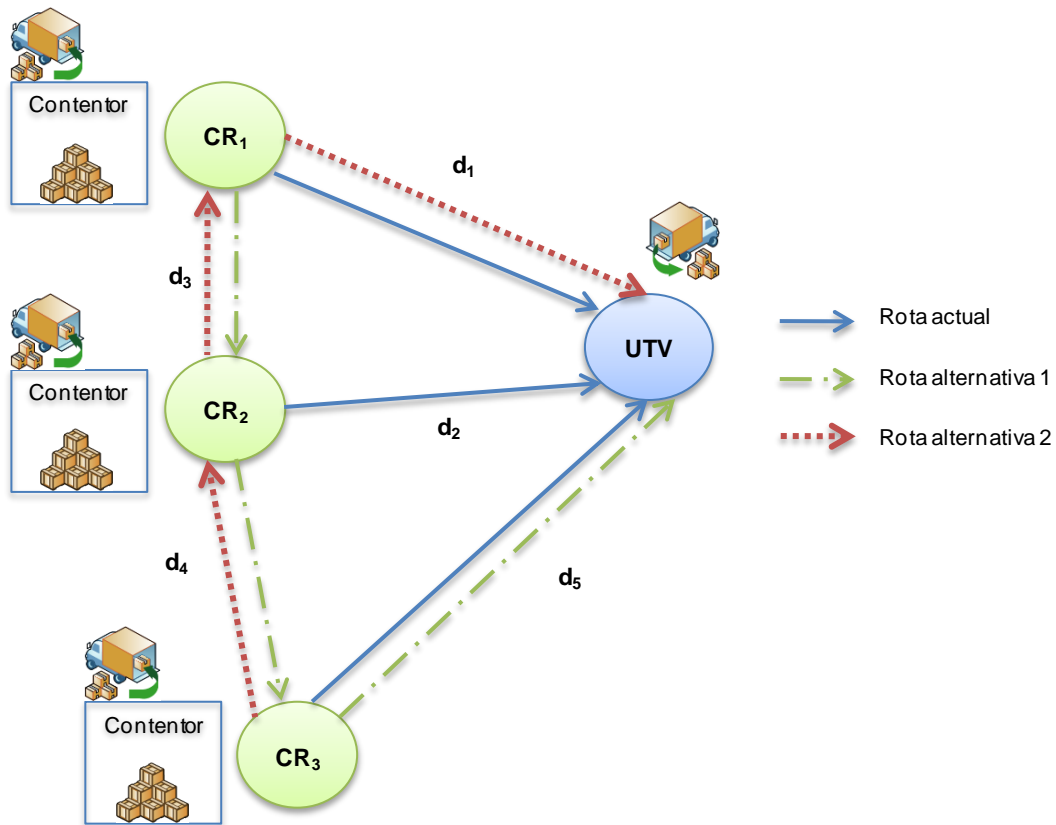 Contentor
CR₁
d₁
d₃
UTV
Rota actual
Contentor
CR₂
d₂
Rota alternativa 1
Rota alternativa 2
d₄
d₅
Contentor
CR₃